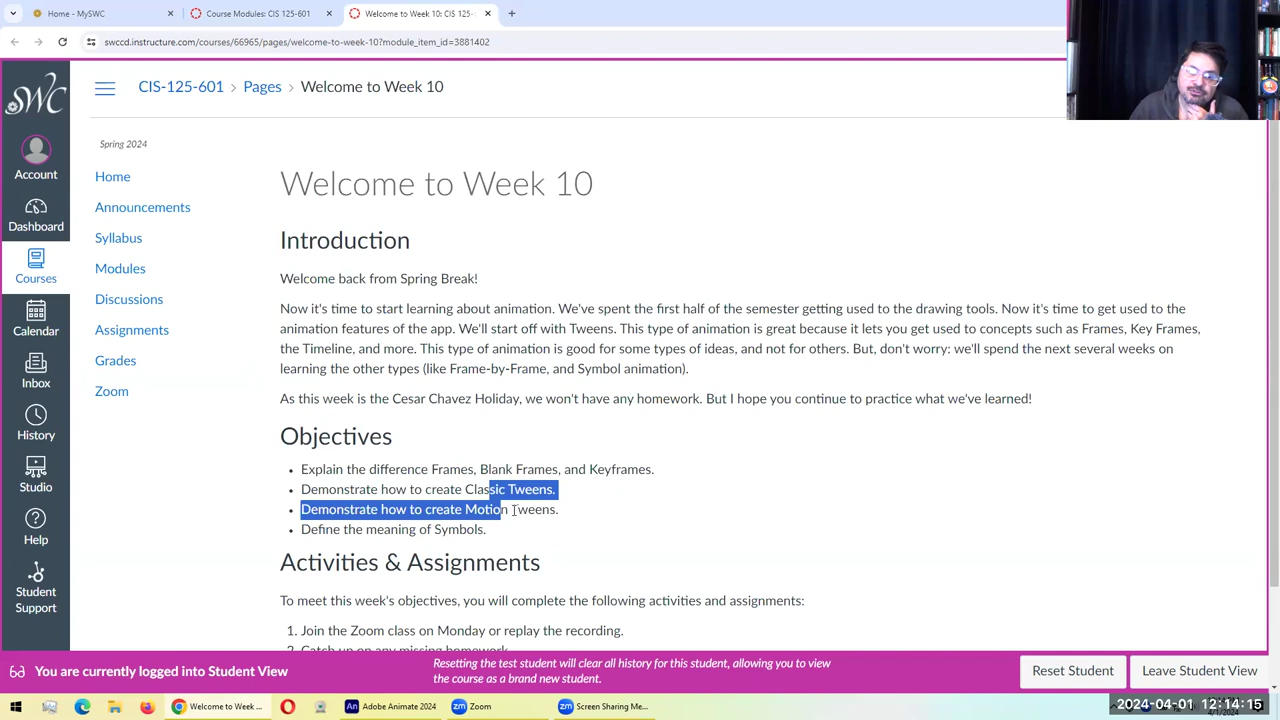 Home - MySWC
Course Modules: CIS 125-601
Welcome to Week 10: CIS 125-
swccd.instructure.com/courses/66965/pages/welcome-to-week-10?module_item_id=3881402
SWC
CIS-125-601 > Pages > Welcome to Week 10
Account
Dashboard
Courses
Calendar
Inbox
History
Studio
Help
Student
Support
Spring 2024
Home
Announcements
Syllabus
Modules
Discussions
Assignments
Grades
Zoom
Welcome to Week 10
Introduction
Welcome back from Spring Break!
Now it's time to start learning about animation. We've spent the first half of the semester getting used to the drawing tools. Now it's time to get used to the
animation features of the app. We'll start off with Tweens. This type of animation is great because it lets you get used to concepts such as Frames, Key Frames,
the Timeline, and more. This type of animation is good for some types of ideas, and not for others. But, don't worry: we'll spend the next several weeks on
learning the other types (like Frame-by-Frame, and Symbol animation).
As this week is the Cesar Chavez Holiday, we won't have any homework. But I hope you continue to practice what we've learned!
Objectives
• Explain the difference Frames, Blank Frames, and Keyframes.
• Demonstrate how to create Classic Tweens.
• Demonstrate how to create Motion Tweens.
• Define the meaning of Symbols.
Activities & Assignments
To meet this week's objectives, you will complete the following activities and assignments:
1. Join the Zoom class on Monday or replay the recording.
2. Catch up on any missing homework.
You are currently logged into Student View
Resetting the test student will clear all history for this student, allowing you to view
the course as a brand new student.
Reset Student
Leave Student View
Welcome to Week ...
An Adobe Animate 2024
zm Zoom
zm Screen Sharing Me...
2024-04-01 12:14:15